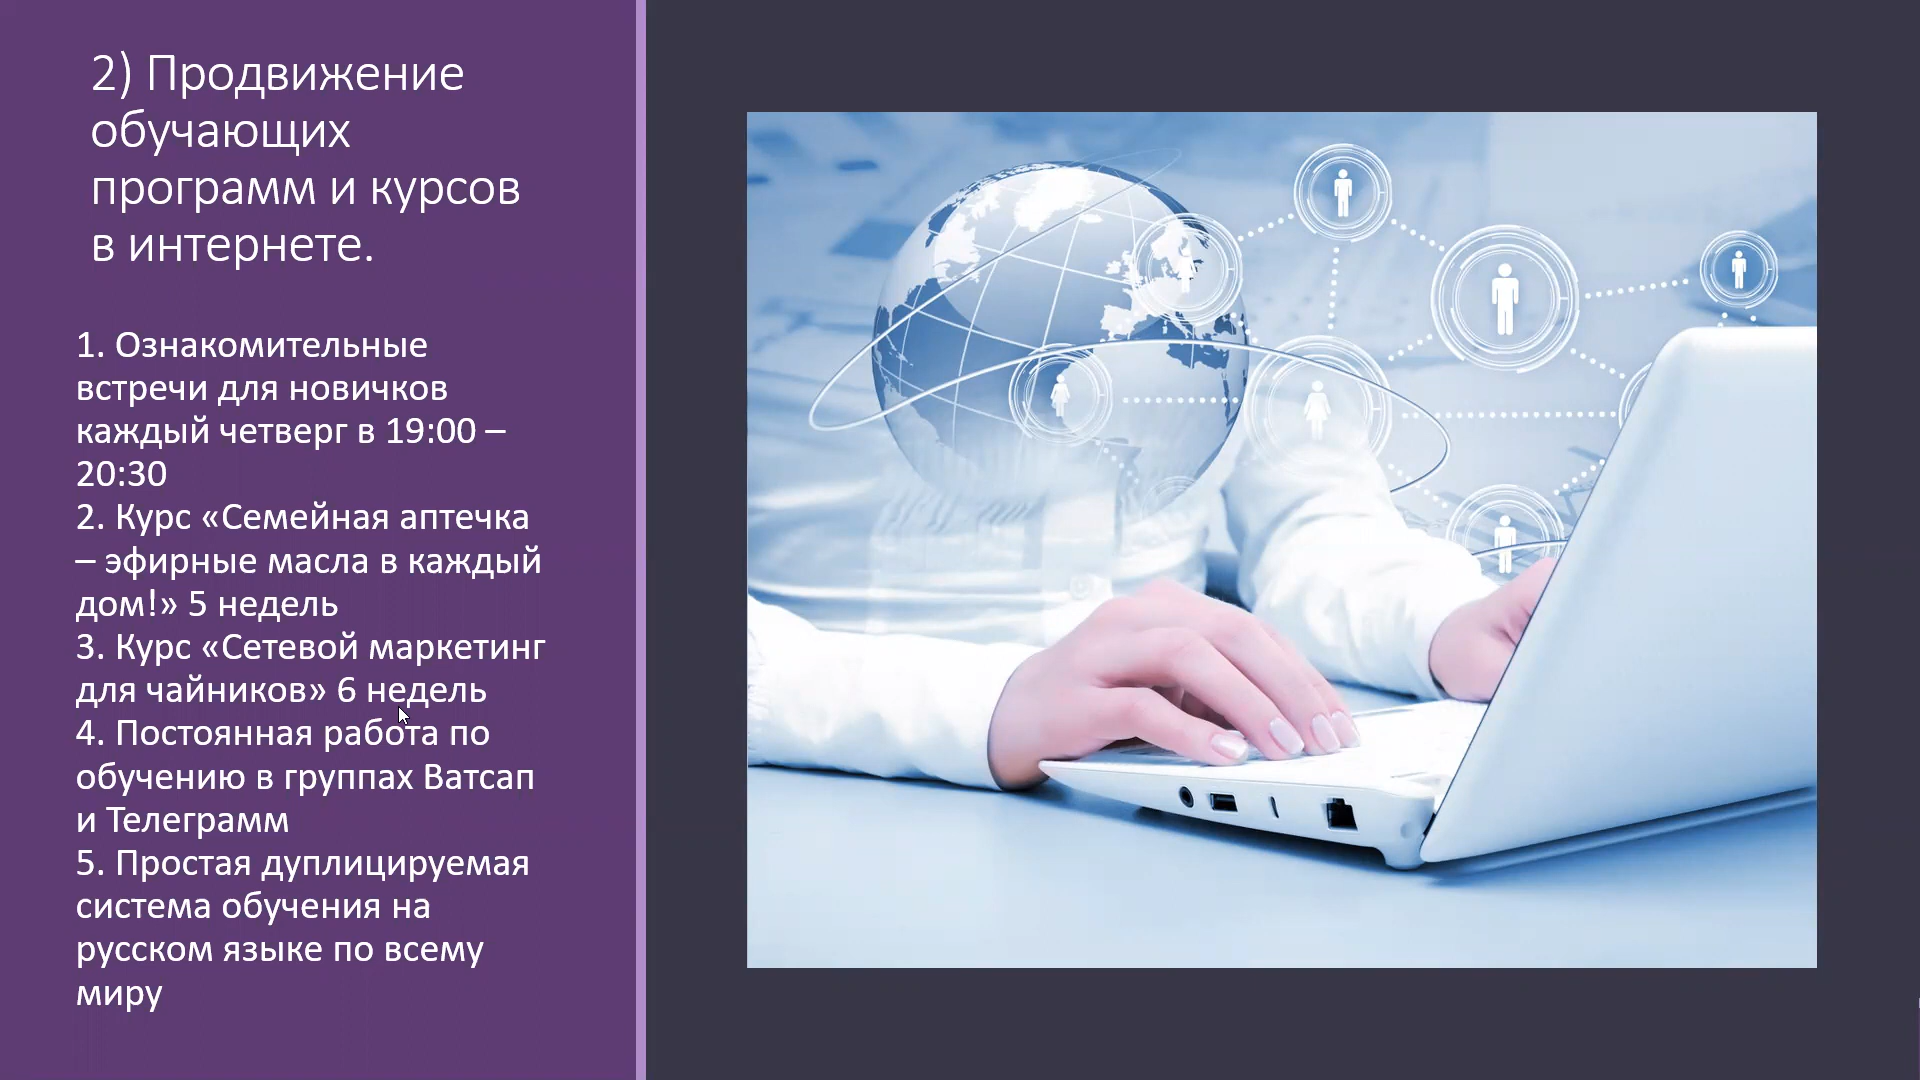 2) Продвижение
обучающих
программ и курсов
в интернете.
1. Ознакомительные
встречи для новичков
каждый четверг в 19:00 –
20:30
2. Курс «Семейная аптечка
– эфирные масла в каждый
дом!» 5 недель
3. Курс «Сетевой маркетинг
для чайников» 6 недель
4. Постоянная работа по
обучению в группах Ватсап
и Телеграмм
5. Простая дуплицируемая
система обучения на
русском языке по всему
миру